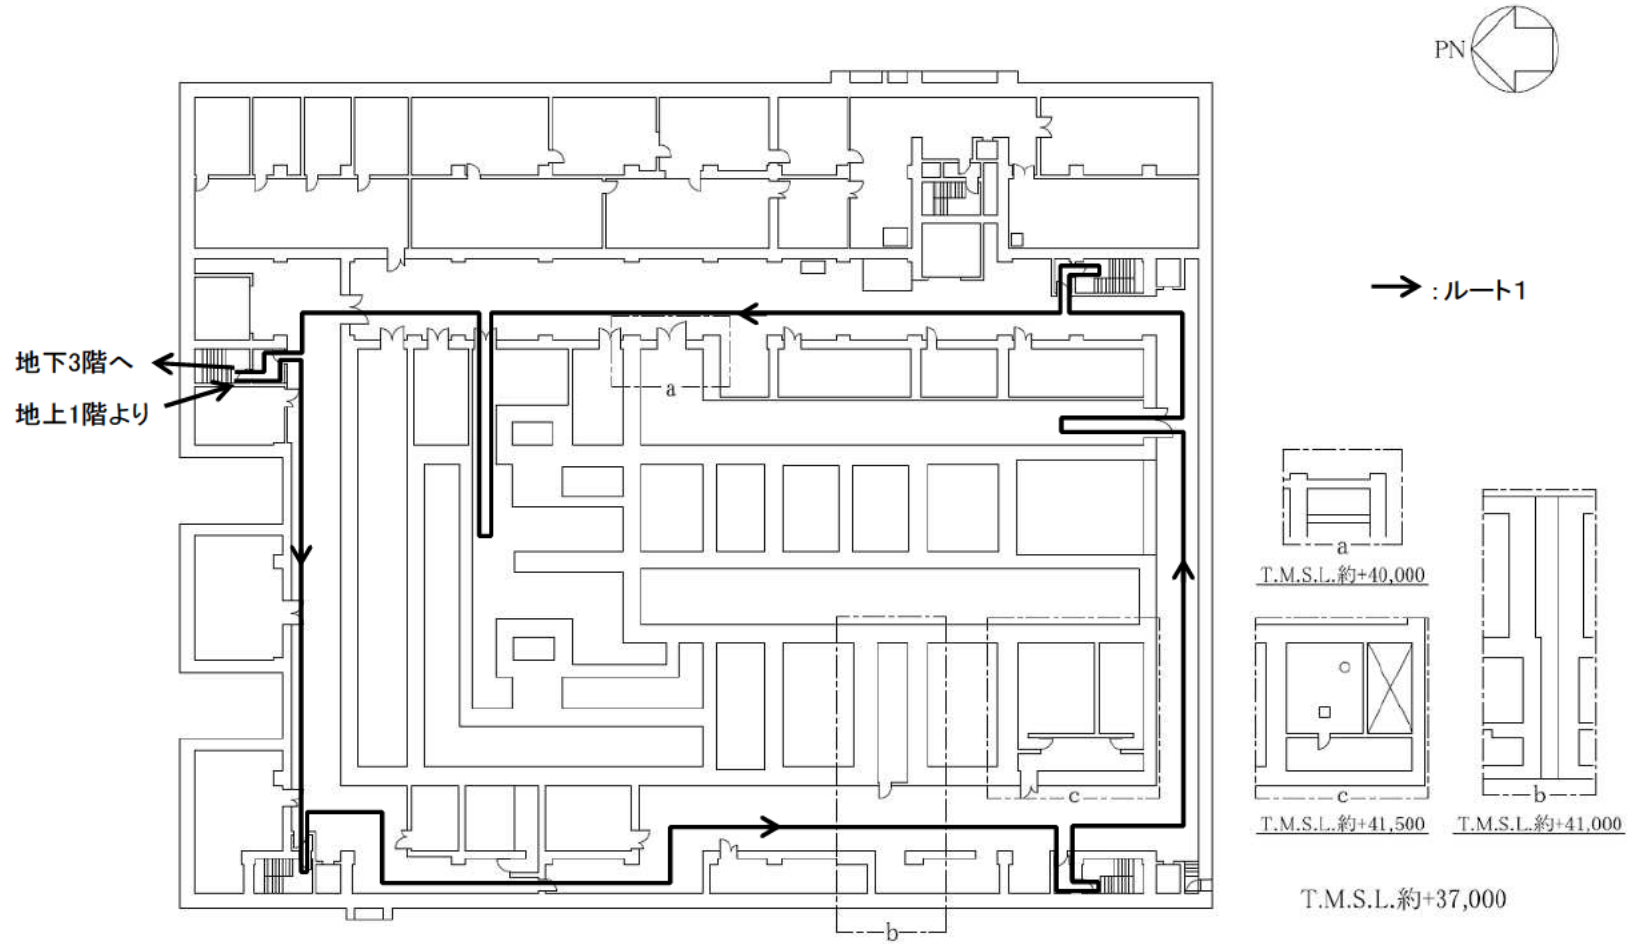 PN
→:ルート1
地下3階へ
地上1階より
a
a
T.M.S.L.約+40,000
c
c
T.M.S.L.約+41,500
b
T.M.S.L.約+41,000
b
T.M.S.L.約+37,000